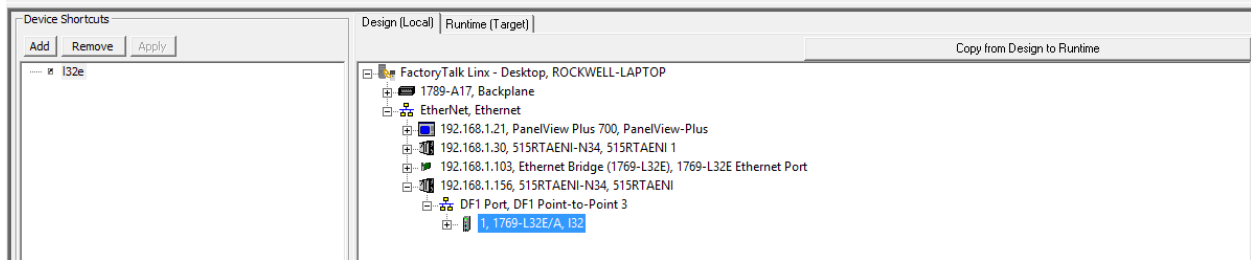 Device Shortcuts
Add Remove Apply
l32e
Design (Local) Runtime (Target)
Copy from Design to Runtime
FactoryTalk Linx - Desktop, ROCKWELL-LAPTOP
1789-A17, Backplane
EtherNet, Ethernet
192.168.1.21, PanelView Plus 700, PanelView-Plus
192.168.1.30, 515RTAENI-N34, 515RTAENI 1
192.168.1.103, Ethernet Bridge (1769-L32E), 1769-L32E Ethernet Port
192.168.1.156, 515RTAENI-N34, 515RTAENI
DF1 Port, DF1 Point-to-Point 3
1, 1769-L32E/A, l32